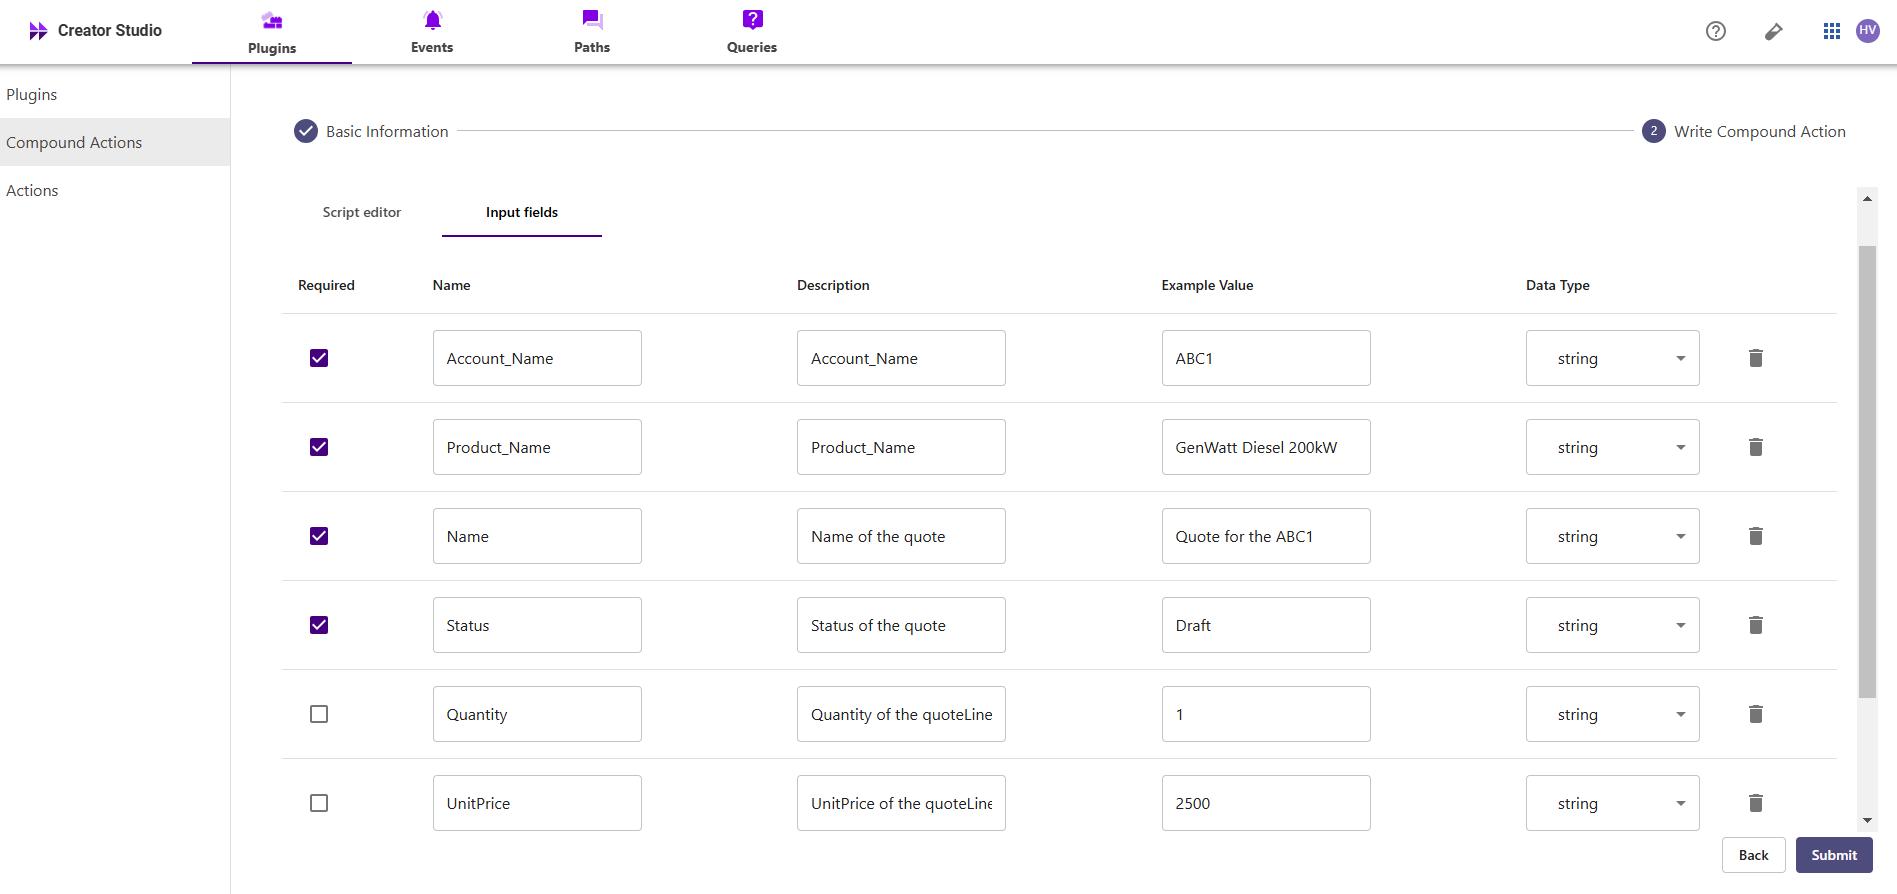 Creator Studio
Plugins
Events
Paths
Queries
HV
Plugins
Compound Actions
Actions
Basic Information
2 Write Compound Action
Script editor
Input fields
Required Name Description Example Value Data Type
Account_Name Account_Name ABC1 string
Product_Name Product_Name GenWatt Diesel 200kW string
Name Name of the quote Quote for the ABC1 string
Status Status of the quote Draft string
Quantity Quantity of the quoteLine 1 string
UnitPrice UnitPrice of the quoteLine 2500 string
Back Submit